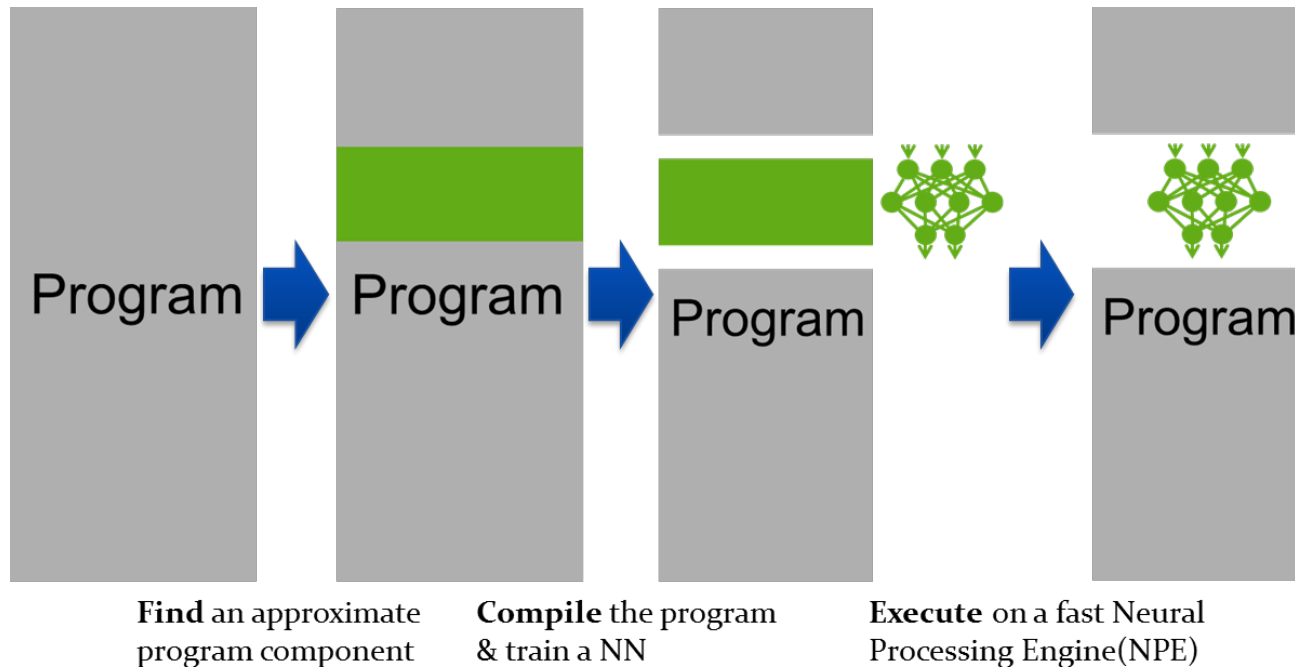 Program
Program
Program
Program
Find an approximate
program component
Compile the program
& train a NN
Execute on a fast Neural
Processing Engine(NPE)